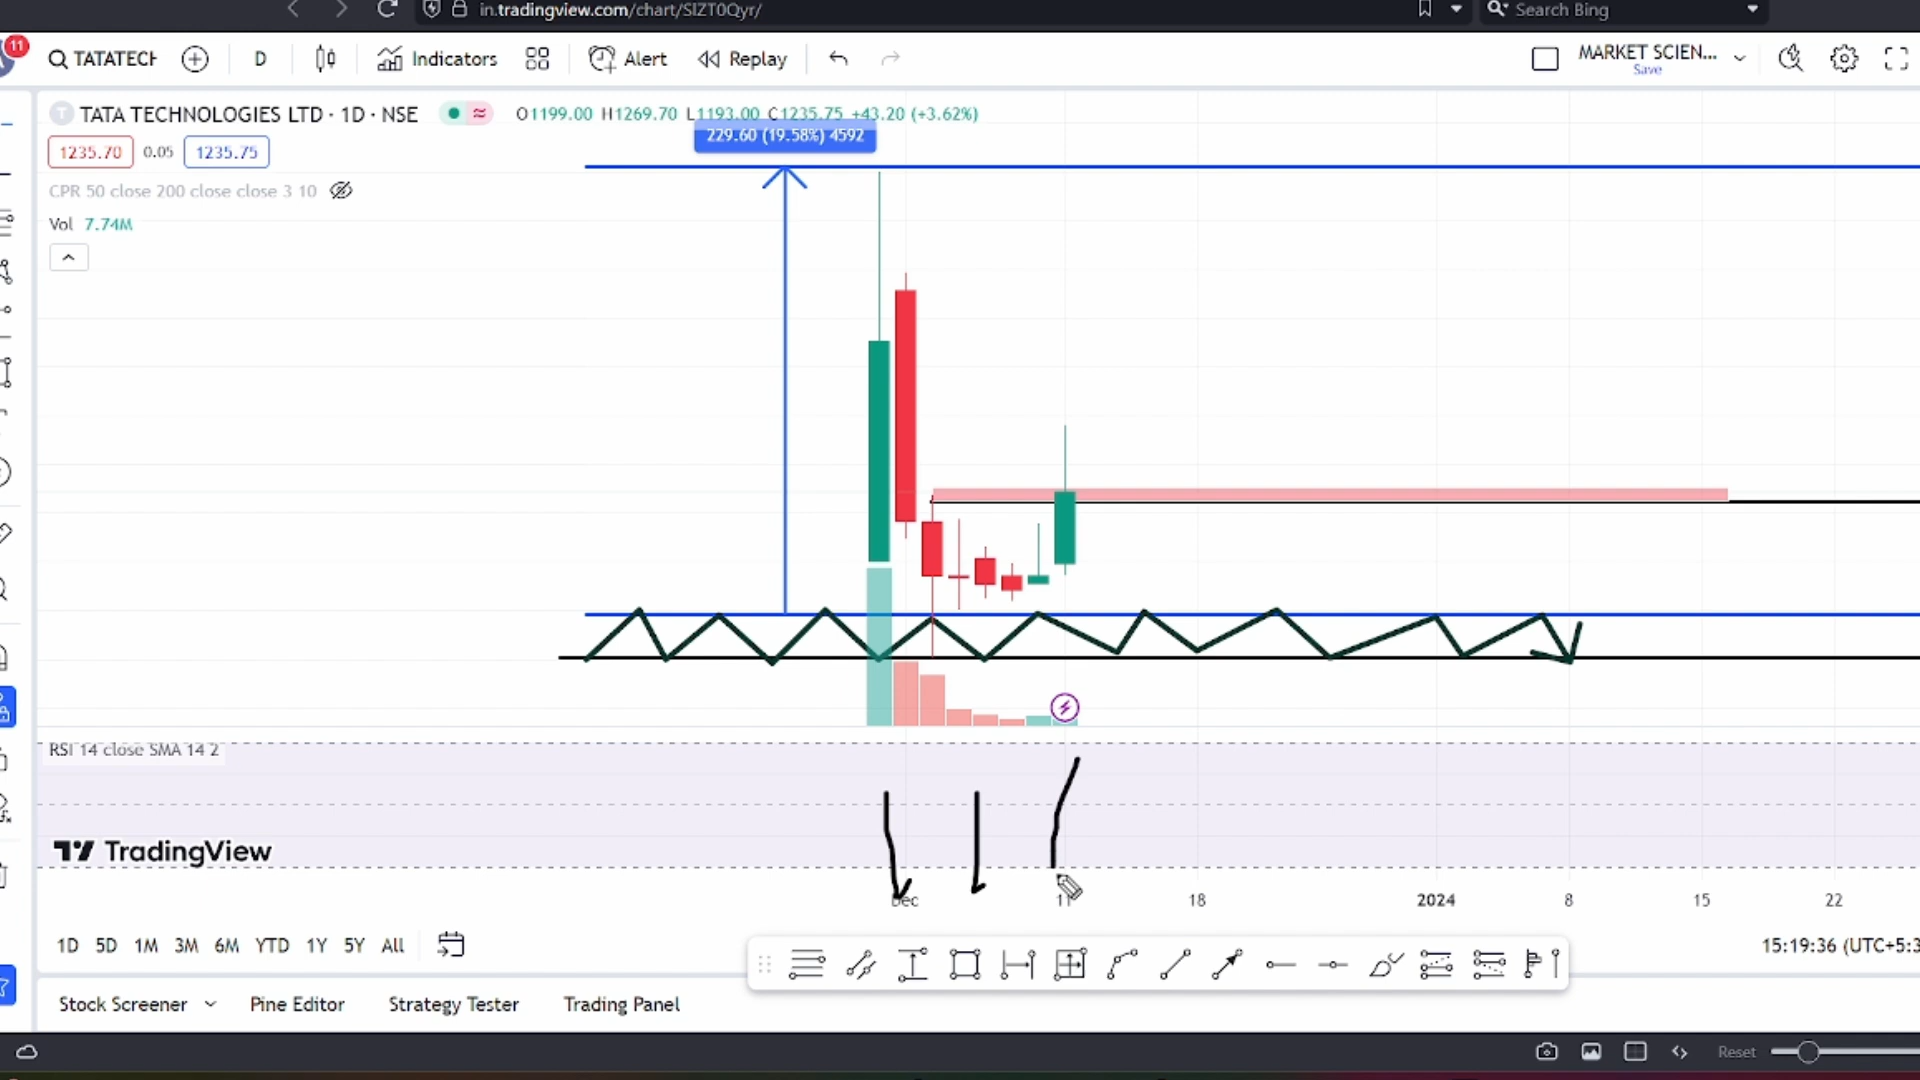 in.tradingview.com/chart/SIZT0Qyr/
Search Bing
11
TATATECH
D
Indicators
Alert
Replay
MARKET SCIEN...
Save
TATA TECHNOLOGIES LTD · 1D · NSE
O1199.00 H1269.70 L1193.00 C1235.75 +43.20 (+3.62%)
229.60 (19.58%) 4592
1235.70 0.05 1235.75
CPR 50 close 200 close close 3 10
Vol 7.74M
RSI 14 close SMA 14 2
TradingView
Dec 11 18 2024 8 15 22
1D 5D 1M 3M 6M YTD 1Y 5Y All
15:19:36 (UTC+5:3
Stock Screener Pine Editor Strategy Tester Trading Panel
Reset